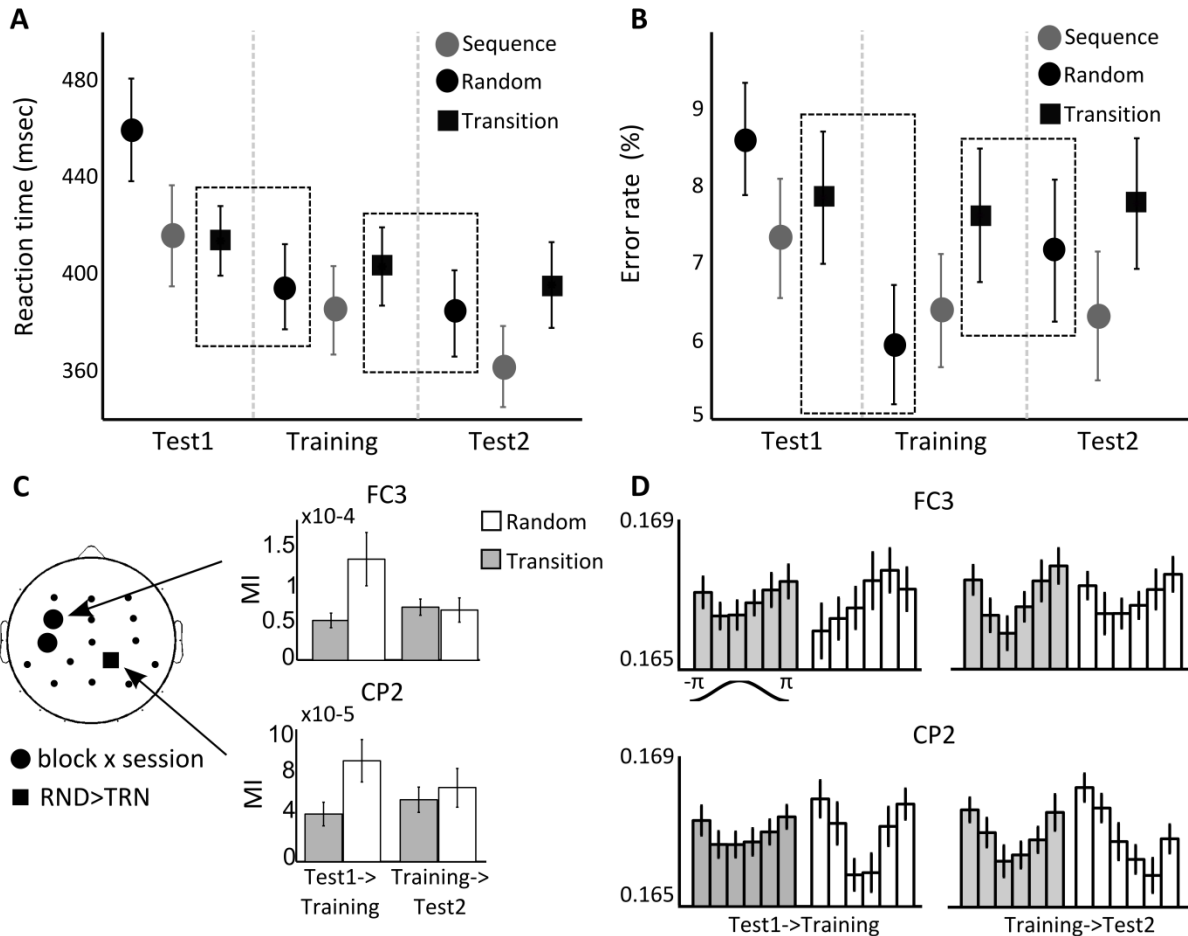 A
Reaction time (msec)
480
440
400
360
Sequence
Random
Transition
Test1
Training
Test2
B
Error rate (%)
9
8
7
6
5
Sequence
Random
Transition
Test1
Training
Test2
C
block x session
RND>TRN
FC3
x10-4
MI
1.5
1
0.5
0
Random
Transition
CP2
x10-5
MI
10
8
4
0
Test1->
Training
Training->
Test2
D
FC3
0.169
0.165
-π
π
CP2
0.169
0.165
Test1->Training
Training->Test2